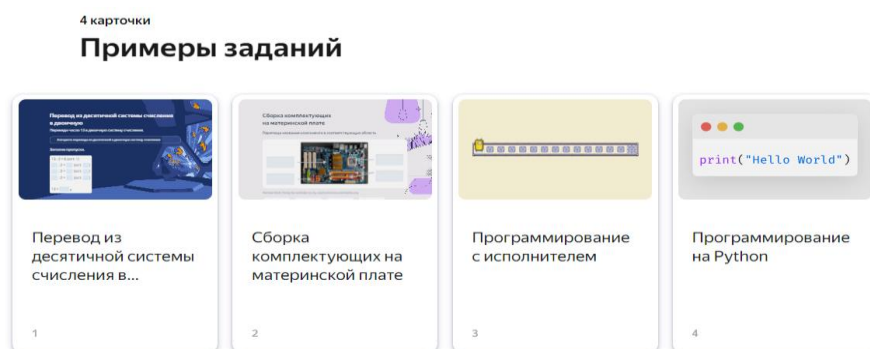 4 карточки
Примеры заданий
Перевод из десятичной системы счисления
в двоичную
Сборка комплектующих
на материнской плате
print("Hello World")
Перевод из
десятичной системы
счисления в...
1
Сборка
комплектующих на
материнской плате
2
Программирование
с исполнителем
3
Программирование
на Python
4